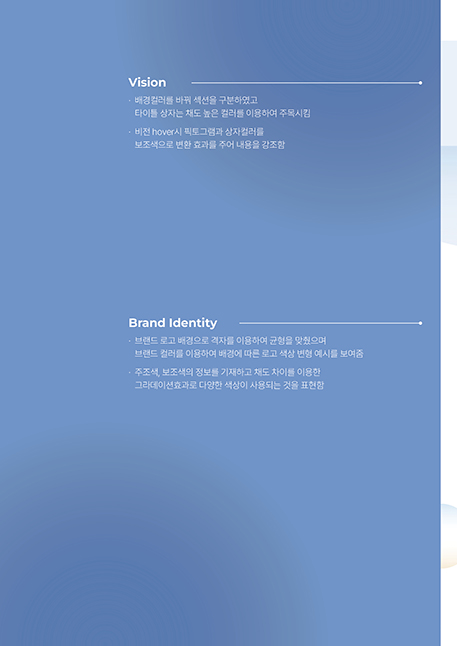 Vision
· 배경컬러를 바꿔 섹션을 구분하였고
타이틀 상자는 채도 높은 컬러를 이용하여 주목시킴
· 비전 hover시 픽토그램과 상자컬러를
보조색으로 변환 효과를 주어 내용을 강조함
Brand Identity
· 브랜드 로고 배경으로 격자를 이용하여 균형을 맞췄으며
브랜드 컬러를 이용하여 배경에 따른 로고 색상 변형 예시를 보여줌
· 주조색, 보조색의 정보를 기재하고 채도 차이를 이용한
그라데이션효과로 다양한 색상이 사용되는 것을 표현함